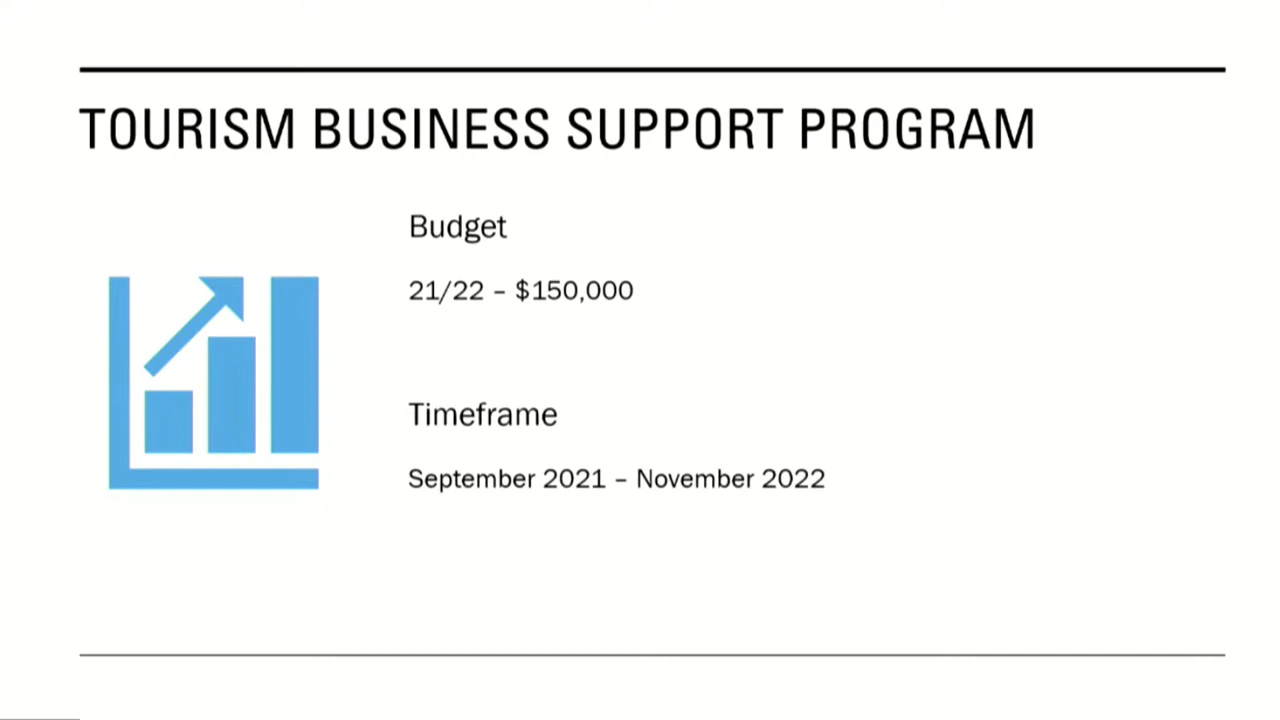 TOURISM BUSINESS SUPPORT PROGRAM
Budget
21/22 – $150,000
Timeframe
September 2021 – November 2022